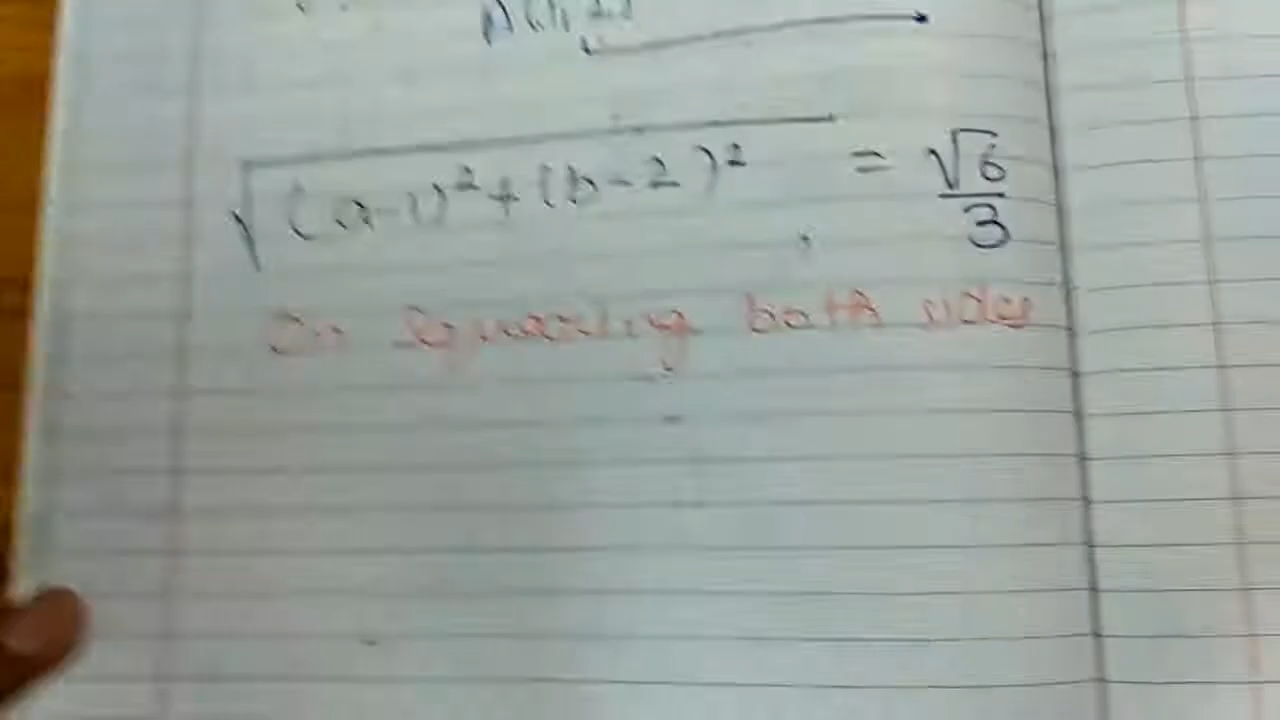 √(a-1)²+(b-2)² = √6/3
On Squaring both sides